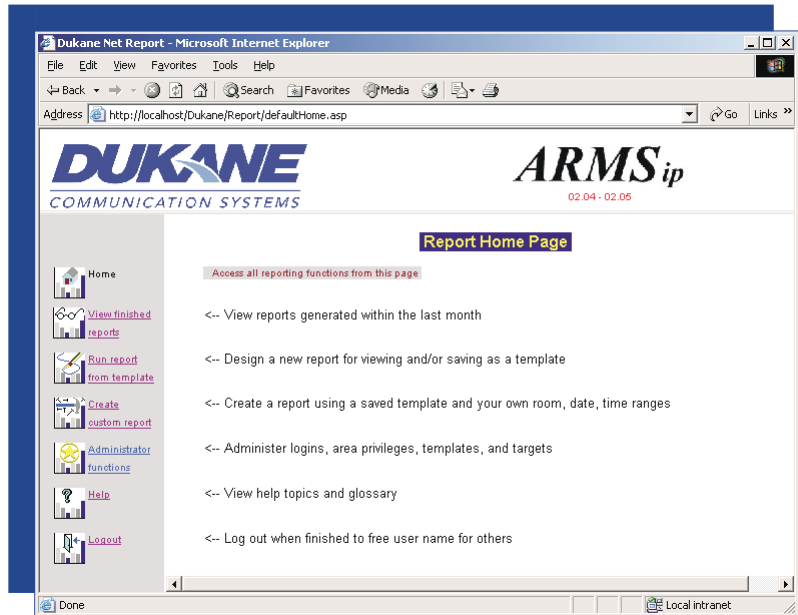 Dukane Net Report - Microsoft Internet Explorer
File Edit View Favorites Tools Help
Back Search Favorites Media
Address http://localhost/Dukane/Report/defaultHome.asp Go Links »
DUKANE
COMMUNICATION SYSTEMS
ARMS ip
02.04 - 02.05
Report Home Page
Home
Access all reporting functions from this page
View finished
reports
<-- View reports generated within the last month
Run report
from template
<-- Design a new report for viewing and/or saving as a template
Create
custom report
<-- Create a report using a saved template and your own room, date, time ranges
Administrator
functions
<-- Administer logins, area privileges, templates, and targets
Help
<-- View help topics and glossary
Logout
<-- Log out when finished to free user name for others
Done
Local intranet